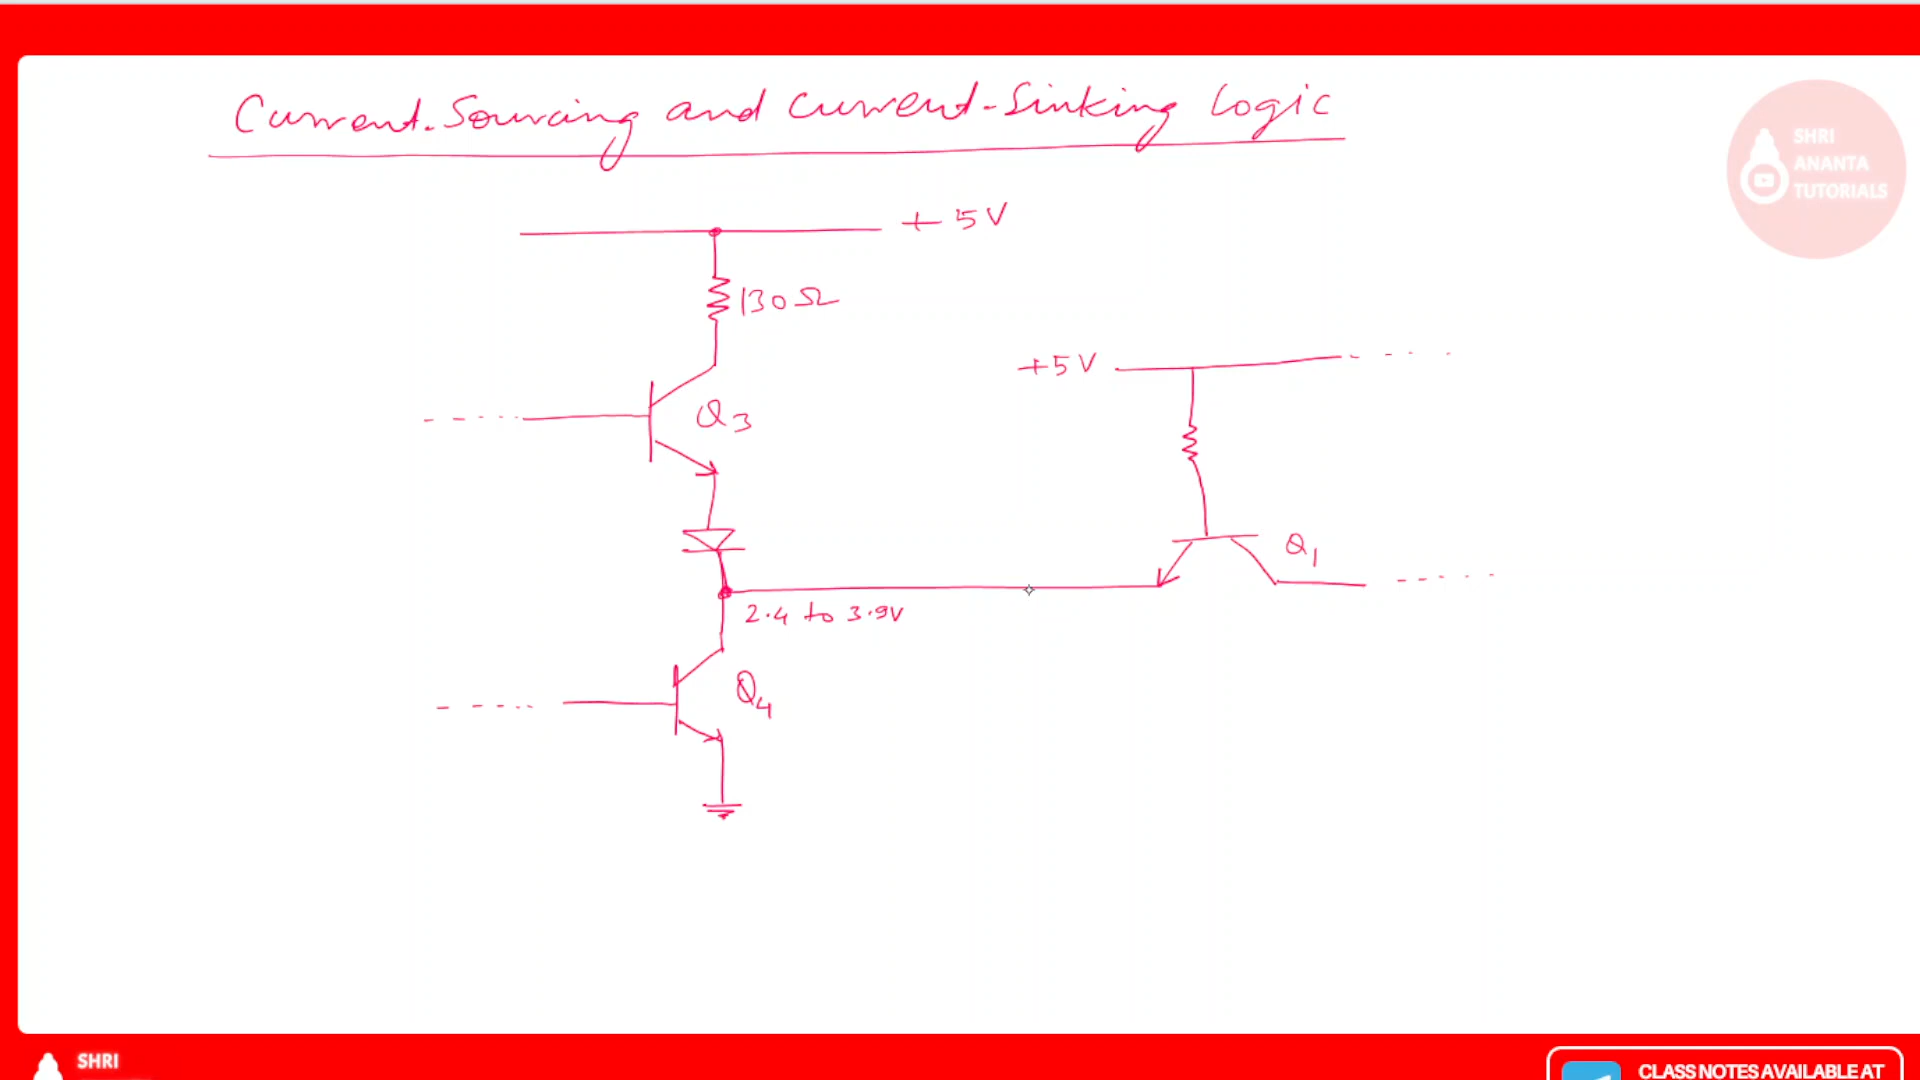 Current-Sourcing and Current-Sinking Logic
SHRI
ANANTA
TUTORIALS
+5V
130Ω
+5V
Q3
Q1
2.4 to 3.9V
Q4
SHRI
CLASS NOTES AVAILABLE AT